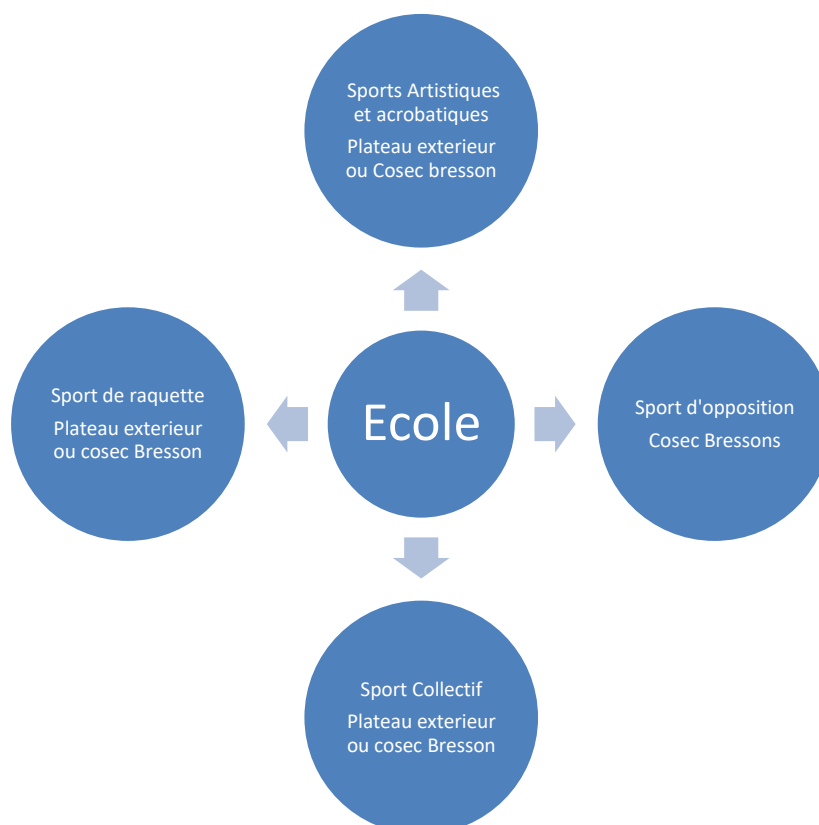 Sports Artistiques
et acrobatiques
Plateau exterieur
ou Cosec bresson
Sport de raquette
Plateau exterieur
ou cosec Bresson
Ecole
Sport d'opposition
Cosec Bressons
Sport Collectif
Plateau exterieur
ou cosec Bresson